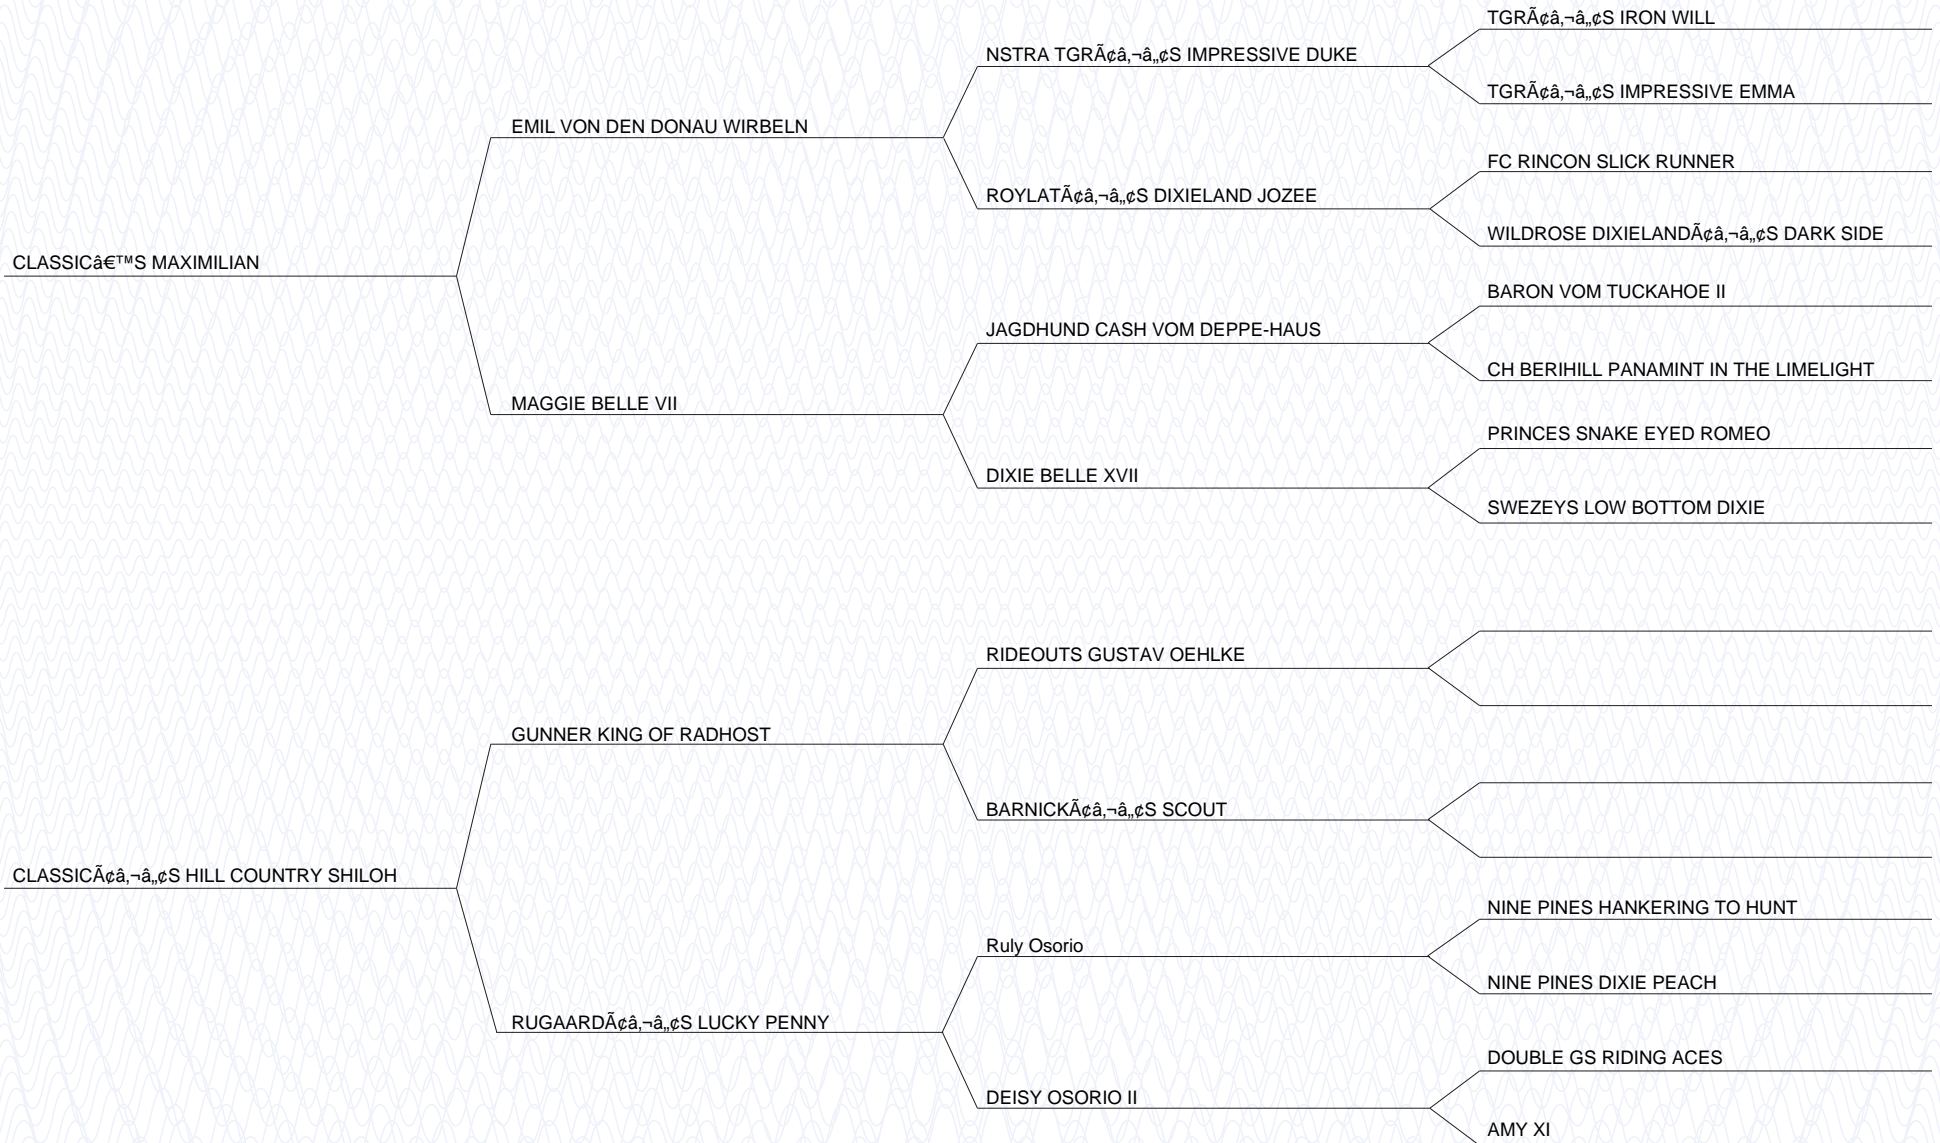 TGRÃ¢â‚¬â„¢S IRON WILL
NSTRA TGRÃ¢â‚¬â„¢S IMPRESSIVE DUKE
TGRÃ¢â‚¬â„¢S IMPRESSIVE EMMA
EMIL VON DEN DONAU WIRBELN
FC RINCON SLICK RUNNER
ROYLATÃ¢â‚¬â„¢S DIXIELAND JOZEE
WILDROSE DIXIELANDÃ¢â‚¬â„¢S DARK SIDE
CLASSICâ€™S MAXIMILIAN
BARON VOM TUCKAHOE II
JAGDHUND CASH VOM DEPPE-HAUS
CH BERIHILL PANAMINT IN THE LIMELIGHT
MAGGIE BELLE VII
PRINCES SNAKE EYED ROMEO
DIXIE BELLE XVII
SWEZEYS LOW BOTTOM DIXIE
RIDEOUTS GUSTAV OEHLKE
GUNNER KING OF RADHOST
BARNICKÃ¢â‚¬â„¢S SCOUT
CLASSICÃ¢â‚¬â„¢S HILL COUNTRY SHILOH
NINE PINES HANKERING TO HUNT
Ruly Osorio
NINE PINES DIXIE PEACH
RUGAARDÃ¢â‚¬â„¢S LUCKY PENNY
DOUBLE GS RIDING ACES
DEISY OSORIO II
AMY XI